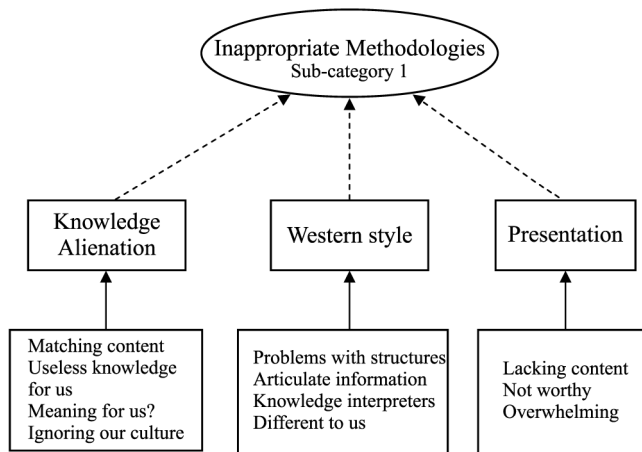 Inappropriate Methodologies
Sub-category 1
Knowledge
Alienation
Western style
Presentation
Matching content
Useless knowledge
for us
Meaning for us?
Ignoring our culture
Problems with structures
Articulate information
Knowledge interpreters
Different to us
Lacking content
Not worthy
Overwhelming